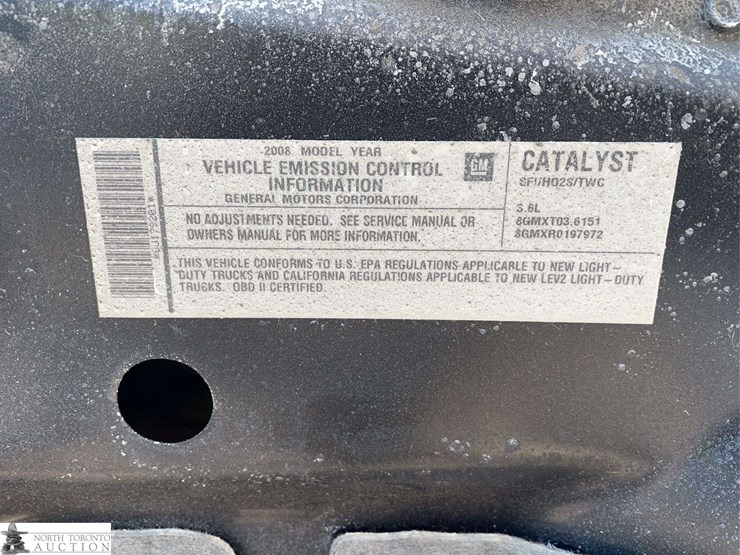 2008 MODEL YEAR
VEHICLE EMISSION CONTROL
INFORMATION
GENERAL MOTORS CORPORATION
GM
NO ADJUSTMENTS NEEDED. SEE SERVICE MANUAL OR
OWNERS MANUAL FOR MORE INFORMATION.
CATALYST
SFI/HO2S/TWC
3.6L
8GMXT03.6151
8GMXR0197972
THIS VEHICLE CONFORMS TO U.S. EPA REGULATIONS APPLICABLE TO NEW LIGHT-
DUTY TRUCKS AND CALIFORNIA REGULATIONS APPLICABLE TO NEW LEV2 LIGHT-DUTY
TRUCKS. OBD II CERTIFIED.
NORTH TORONTO
AUCTION